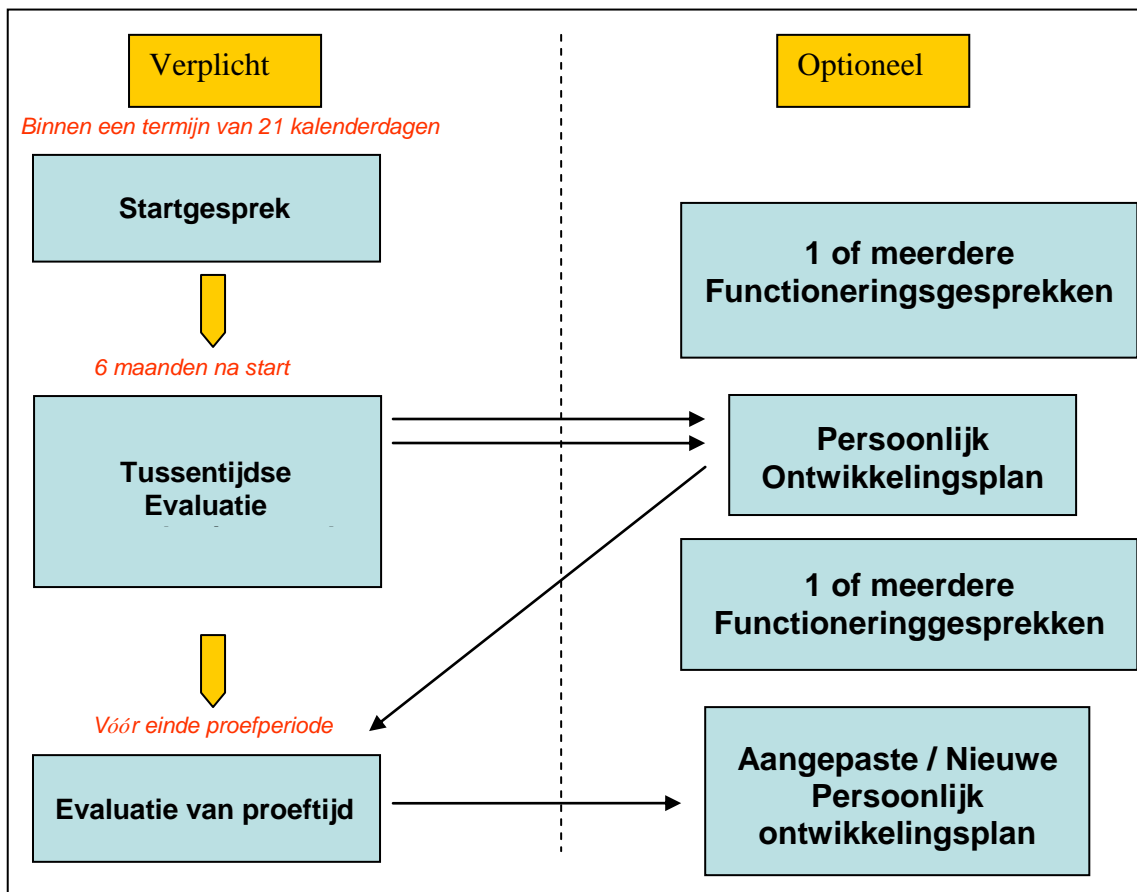 Verplicht
Optioneel
Binnen een termijn van 21 kalenderdagen
Startgesprek
1 of meerdere
Functioneringsgesprekken
6 maanden na start
Tussentijdse
Evaluatie
Persoonlijk
Ontwikkelingsplan
1 of meerdere
Functioneringgesprekken
Vóór einde proefperiode
Evaluatie van proeftijd
Aangepaste / Nieuwe
Persoonlijk
ontwikkelingsplan